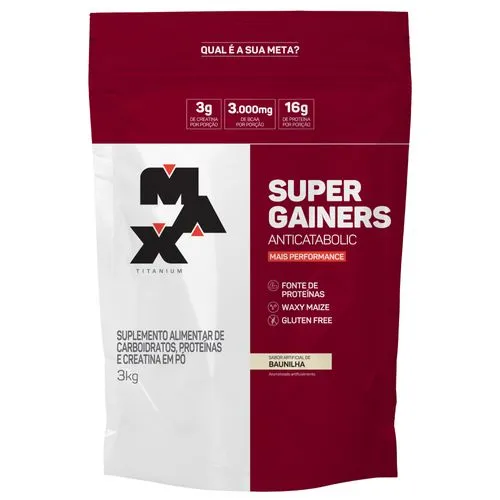 QUAL É A SUA META?
3g
DE CREATINA
POR PORÇÃO
3.000mg
DE BCAA
POR PORÇÃO
16g
DE PROTEÍNA
POR PORÇÃO
MAX
TITANIUM
SUPER
GAINERS
ANTICATABOLIC
MAIS PERFORMANCE
FONTE DE
PROTEÍNAS
WAXY MAIZE
GLUTEN FREE
SUPLEMENTO ALIMENTAR DE
CARBOIDRATOS, PROTEÍNAS
E CREATINA EM PÓ
3kg
SABOR ARTIFICIAL DE
BAUNILHA
Aromatizado artificialmente